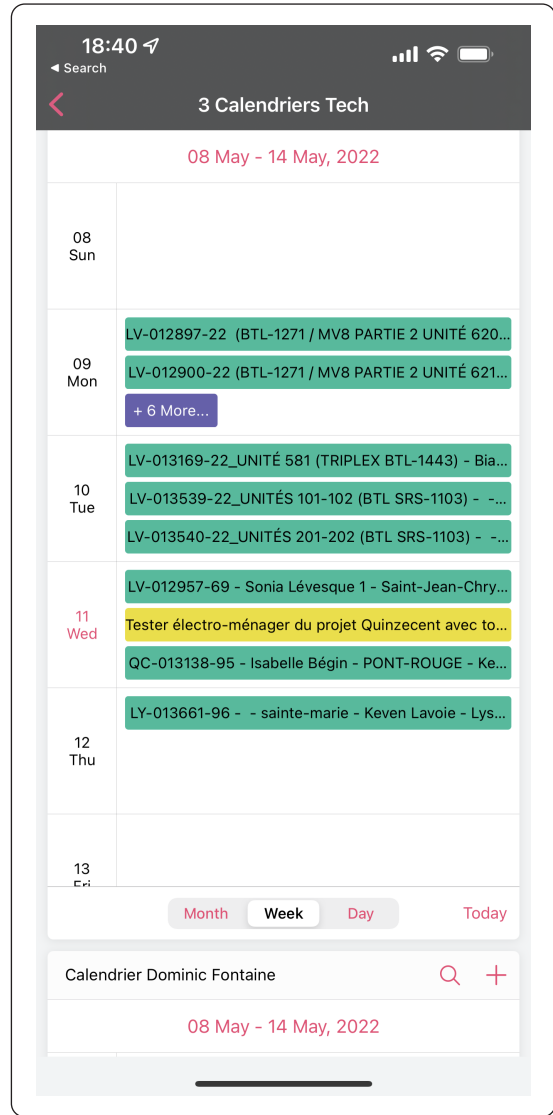 18:40
◀ Search
3 Calendriers Tech
08 May - 14 May, 2022
08
Sun
09
Mon
LV-012897-22 (BTL-1271 / MV8 PARTIE 2 UNITÉ 620...
LV-012900-22 (BTL-1271 / MV8 PARTIE 2 UNITÉ 621...
+ 6 More...
10
Tue
LV-013169-22_UNITÉ 581 (TRIPLEX BTL-1443) - Bia...
LV-013539-22_UNITÉS 101-102 (BTL SRS-1103) - -...
LV-013540-22_UNITÉS 201-202 (BTL SRS-1103) - -...
11
Wed
LV-012957-69 - Sonia Lévesque 1 - Saint-Jean-Chry...
Tester électro-ménager du projet Quinzecent avec to...
QC-013138-95 - Isabelle Bégin - PONT-ROUGE - Ke...
12
Thu
LY-013661-96 - - sainte-marie - Keven Lavoie - Lys...
13
Fri
Month Week Day Today
Calendrier Dominic Fontaine
08 May - 14 May, 2022